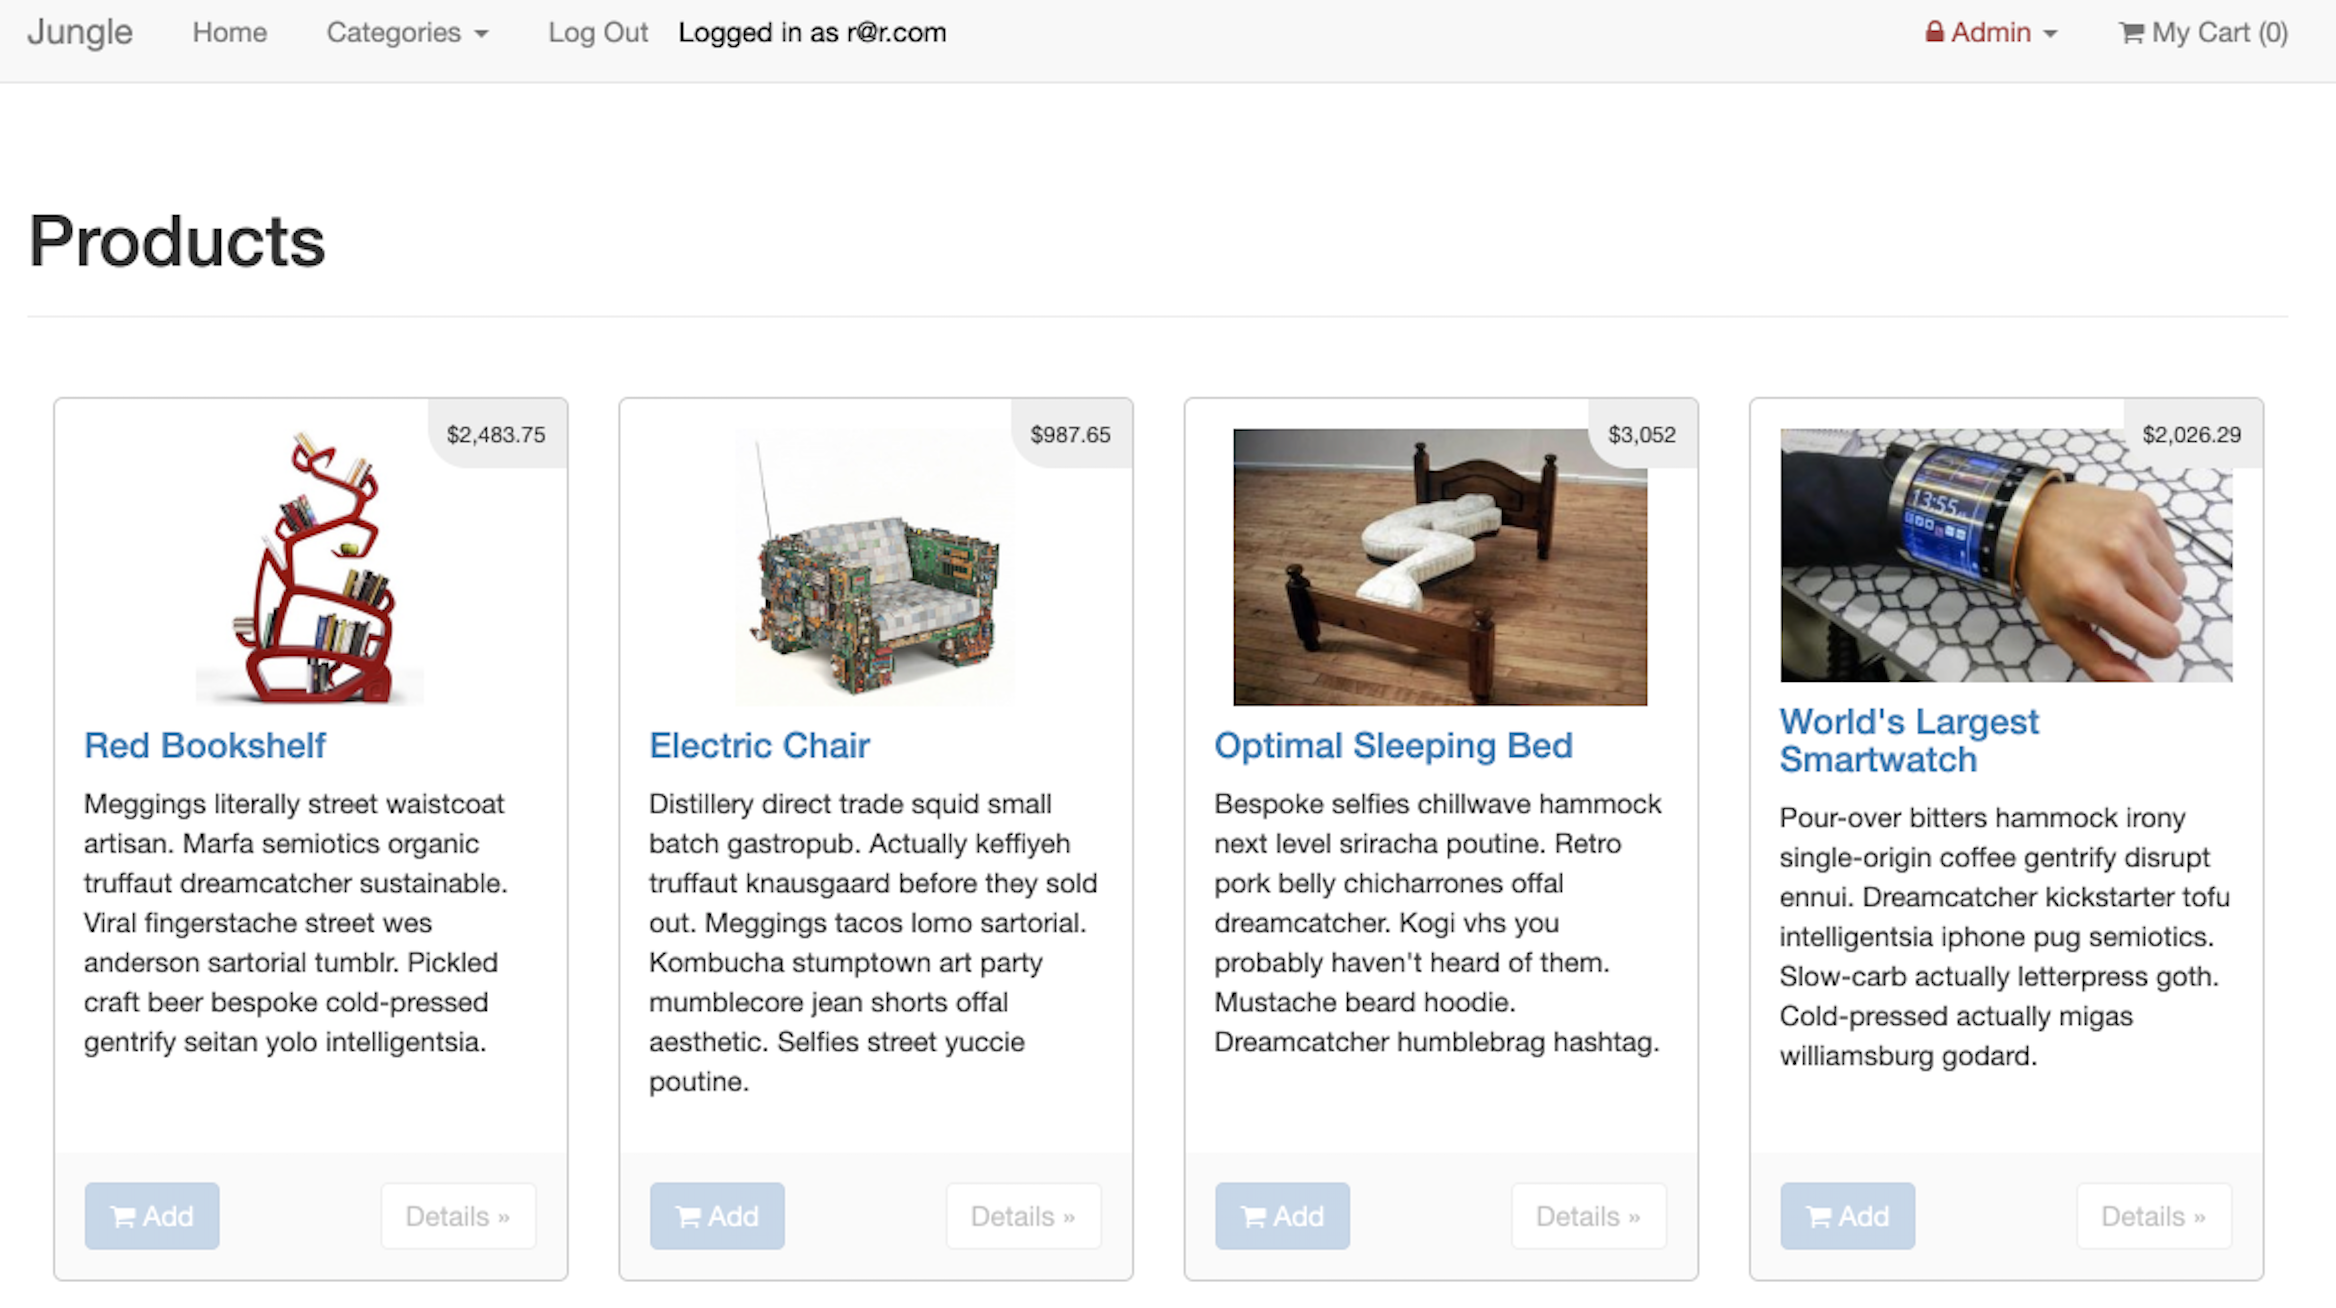 Jungle Home Categories Log Out Logged in as r@r.com Admin My Cart (0)
Products
$2,483.75
Red Bookshelf
Meggings literally street waistcoat
artisan. Marfa semiotics organic
truffaut dreamcatcher sustainable.
Viral fingerstache street wes
anderson sartorial tumblr. Pickled
craft beer bespoke cold-pressed
gentrify seitan yolo intelligentsia.
Add Details »
$987.65
Electric Chair
Distillery direct trade squid small
batch gastropub. Actually keffiyeh
truffaut knausgaard before they sold
out. Meggings tacos lomo sartorial.
Kombucha stumptown art party
mumblecore jean shorts offal
aesthetic. Selfies street yuccie
poutine.
Add Details »
$3,052
Optimal Sleeping Bed
Bespoke selfies chillwave hammock
next level sriracha poutine. Retro
pork belly chicharrones offal
dreamcatcher. Kogi vhs you
probably haven't heard of them.
Mustache beard hoodie.
Dreamcatcher humblebrag hashtag.
Add Details »
$2,026.29
13:55
World's Largest
Smartwatch
Pour-over bitters hammock irony
single-origin coffee gentrify disrupt
ennui. Dreamcatcher kickstarter tofu
intelligentsia iphone pug semiotics.
Slow-carb actually letterpress goth.
Cold-pressed actually migas
williamsburg godard.
Add Details »